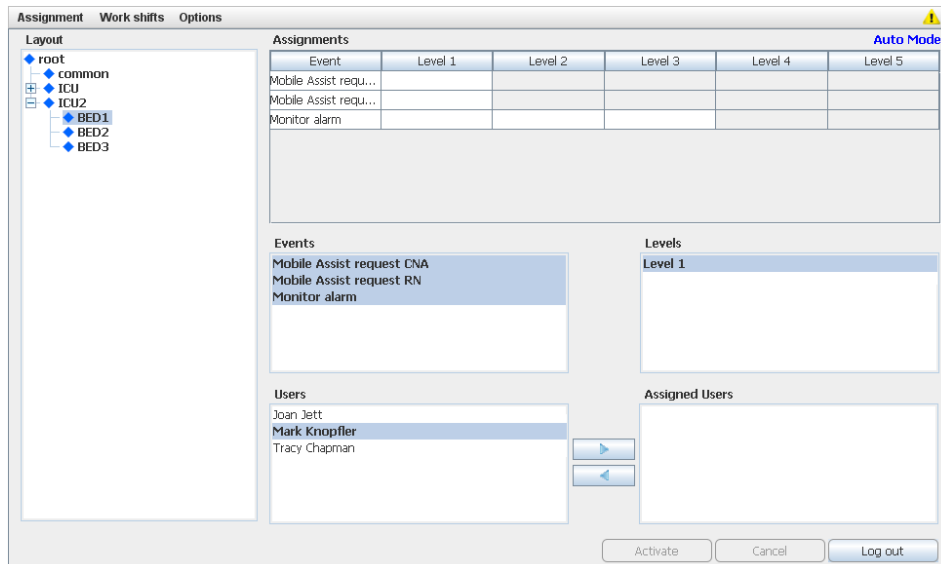 Assignment Work shifts Options
Layout
root
common
ICU
ICU2
BED1
BED2
BED3
Assignments Auto Mode
Event Level 1 Level 2 Level 3 Level 4 Level 5
Mobile Assist requ...
Mobile Assist requ...
Monitor alarm
Events
Mobile Assist request CNA
Mobile Assist request RN
Monitor alarm
Levels
Level 1
Users
Joan Jett
Mark Knopfler
Tracy Chapman
Assigned Users
Activate Cancel Log out